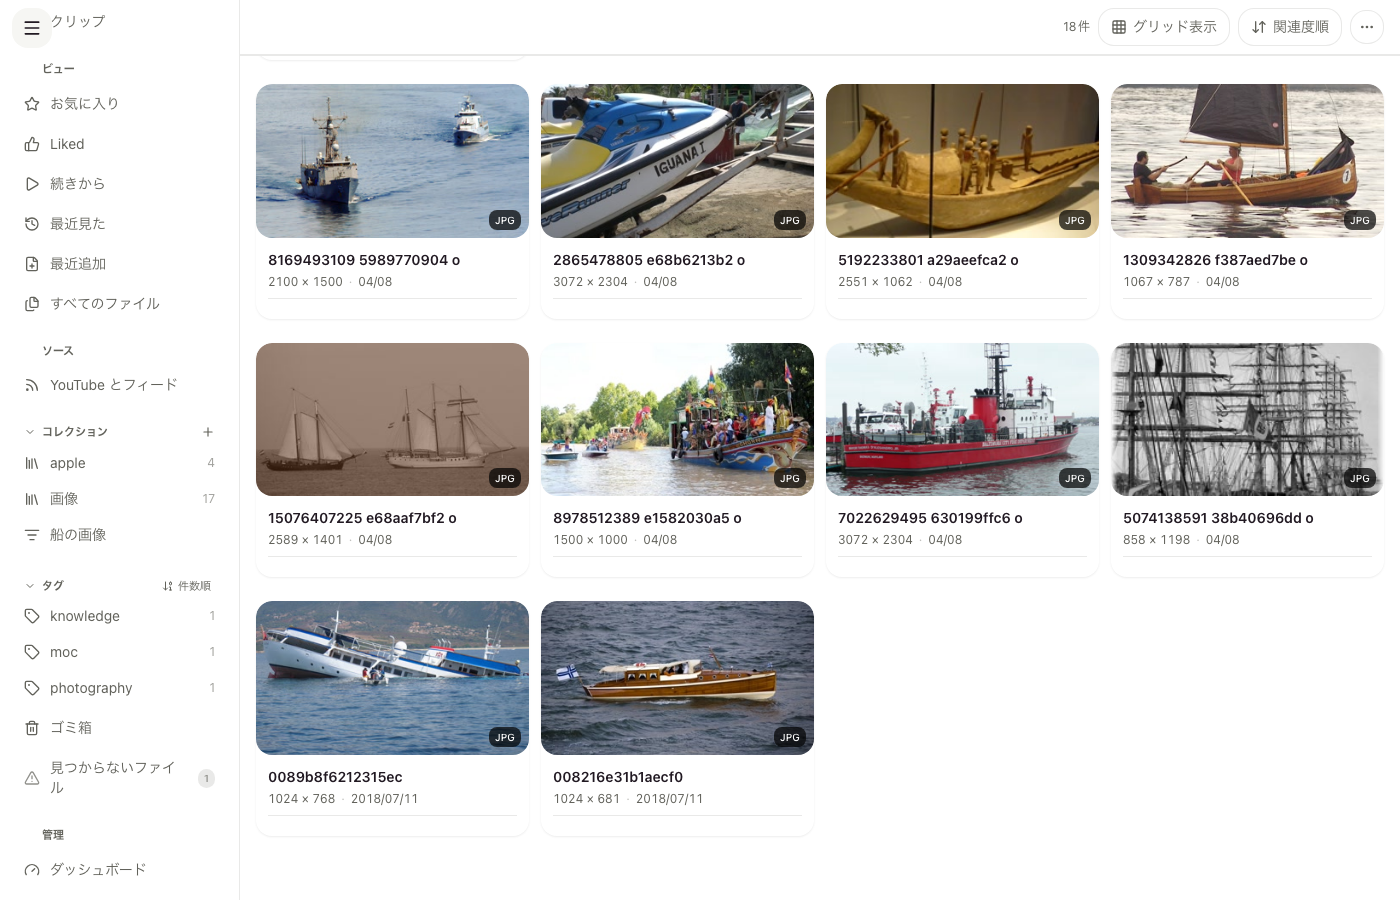 クリップ
ビュー
お気に入り
Liked
続きから
最近見た
最近追加
すべてのファイル
ソース
YouTube とフィード
コレクション
apple 4
画像 17
船の画像
タグ 件数順
knowledge 1
moc 1
photography 1
ゴミ箱
見つからないファイ
ル 1
管理
ダッシュボード
18件 グリッド表示 関連度順
IGUANA I
JPG
JPG
JPG
JPG
8169493109 5989770904 o
2100 × 1500 · 04/08
2865478805 e68b6213b2 o
3072 × 2304 · 04/08
5192233801 a29aeefca2 o
2551 × 1062 · 04/08
1309342826 f387aed7be o
1067 × 787 · 04/08
JPG
JPG
JPG
JPG
15076407225 e68aaf7bf2 o
2589 × 1401 · 04/08
8978512389 e1582030a5 o
1500 × 1000 · 04/08
7022629495 630199ffc6 o
3072 × 2304 · 04/08
5074138591 38b40696dd o
858 × 1198 · 04/08
JPG
JPG
0089b8f6212315ec
1024 × 768 · 2018/07/11
008216e31b1aecf0
1024 × 681 · 2018/07/11